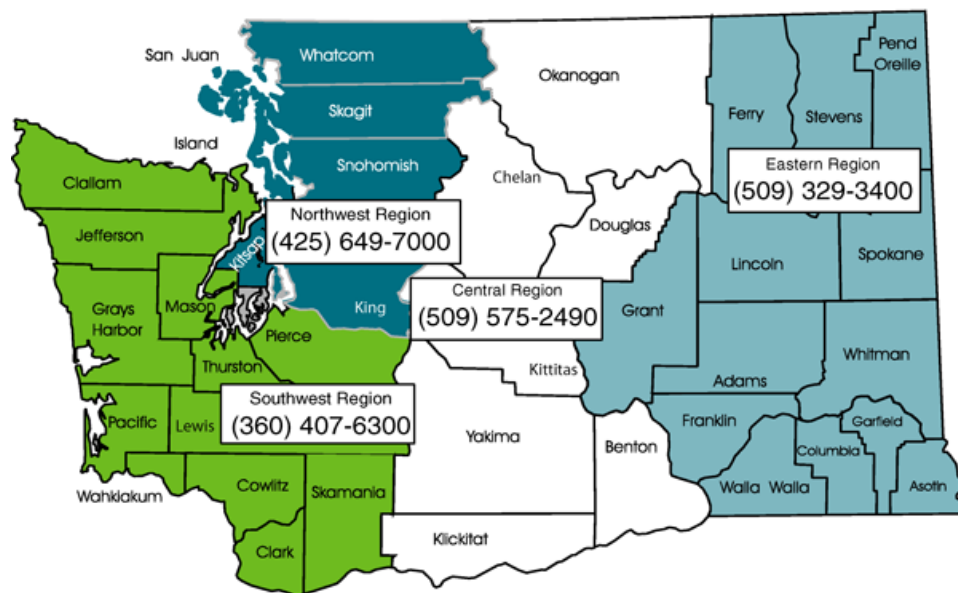 San Juan
Whatcom
Skagit
Island
Snohomish
Okanogan
Ferry
Stevens
Pend
Oreille
Clallam
Jefferson
Grays
Harbor
Mason
Kitsap
Northwest Region
(425) 649-7000
King
Chelan
Douglas
Eastern Region
(509) 329-3400
Lincoln
Spokane
Central Region
(509) 575-2490
Grant
Pierce
Thurston
Kittitas
Adams
Whitman
Southwest Region
(360) 407-6300
Pacific
Lewis
Yakima
Benton
Franklin
Garfield
Columbia
Walla Walla
Asotin
Wahkiakum
Cowlitz
Skamania
Clark
Klickitat